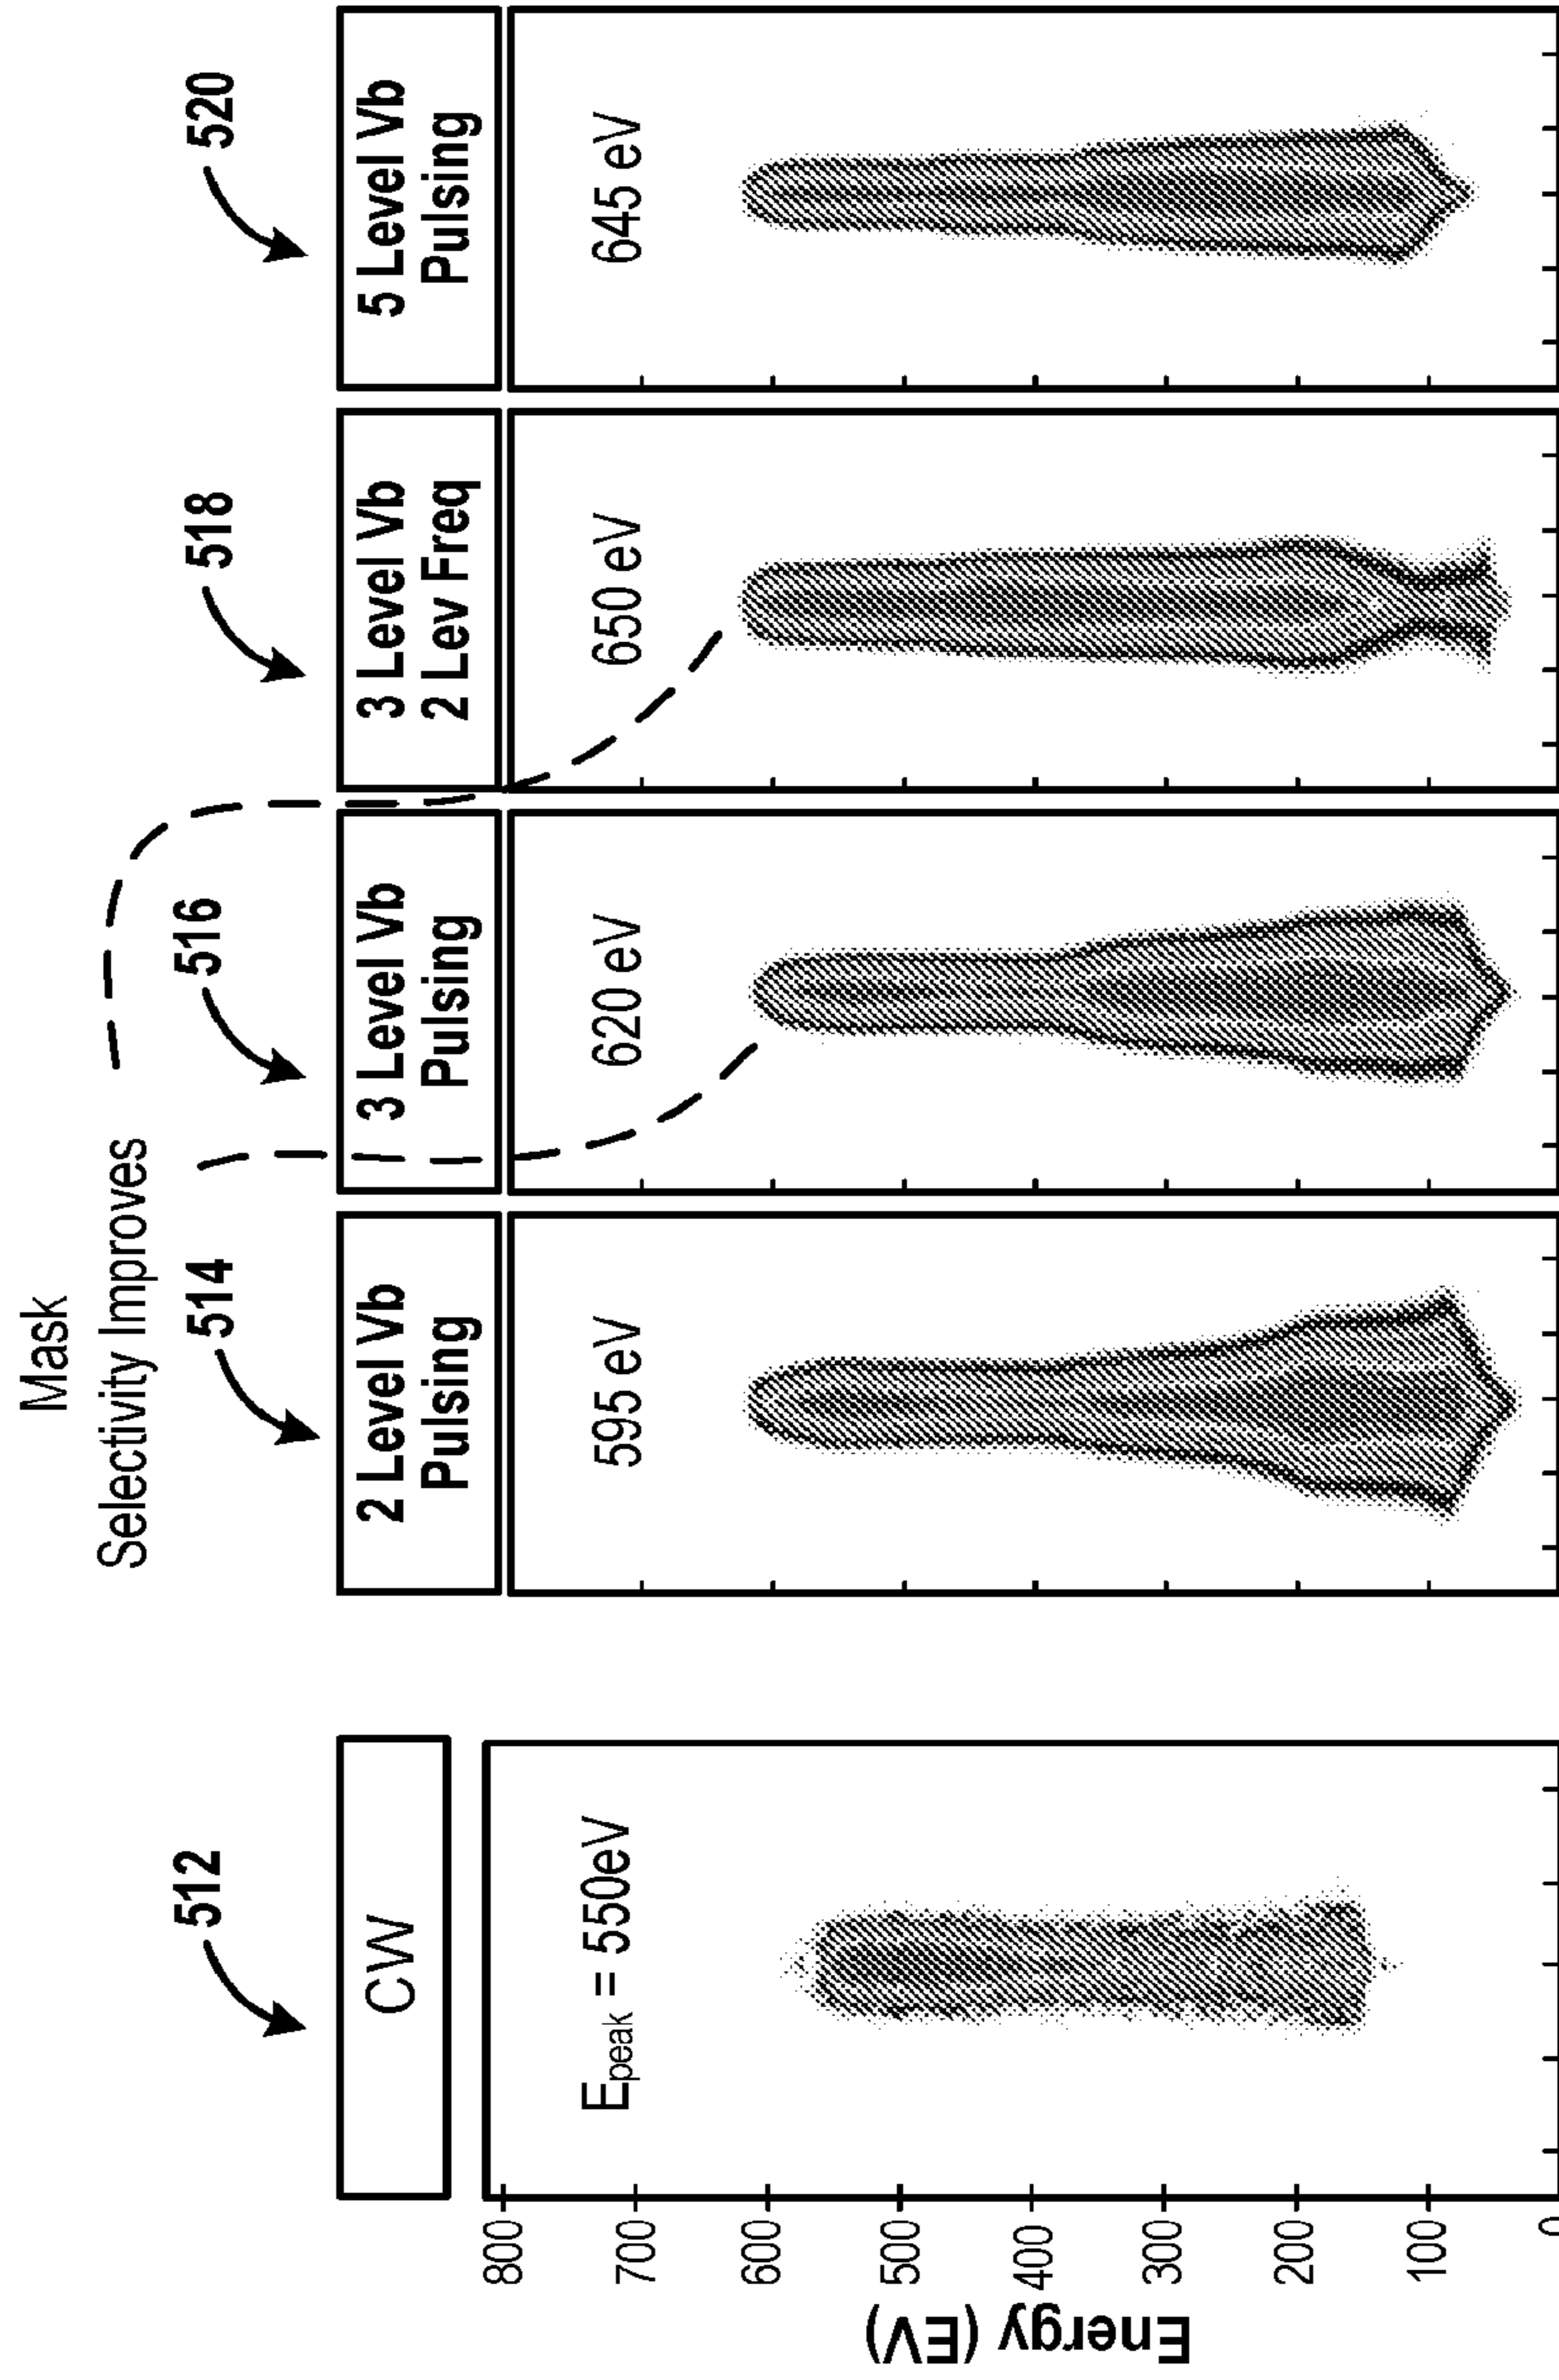 Mask
Selectivity Improves
512
514
516
518
520
CW
2 Level Vb
Pulsing
3 Level Vb
Pulsing
3 Level Vb
2 Lev Freq
5 Level Vb
Pulsing
Epeak = 550eV
595 eV
620 eV
650 eV
645 eV
800
700
600
500
400
300
200
100
0
Energy (EV)